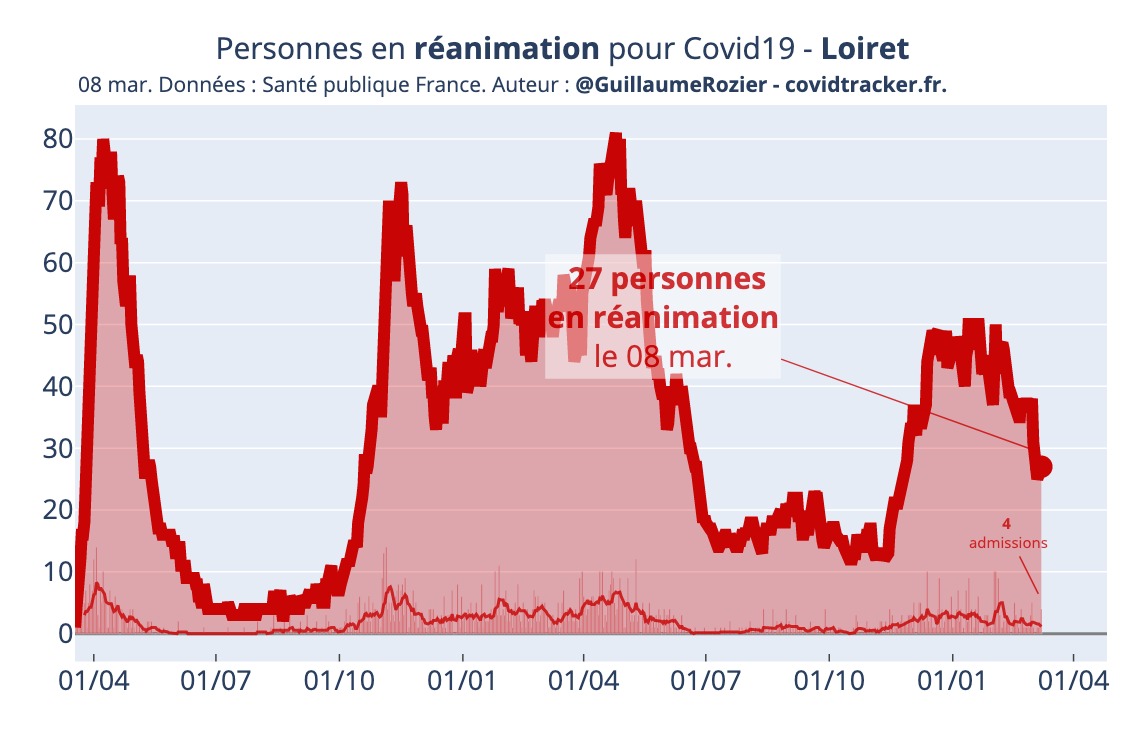 Personnes en réanimation pour Covid19 - Loiret
08 mar. Données : Santé publique France. Auteur : @GuillaumeRozier - covidtracker.fr.
80
70
60
50
40
30
20
10
0
27 personnes
en réanimation
le 08 mar.
4
admissions
01/04 01/07 01/10 01/01 01/04 01/07 01/10 01/01 01/04